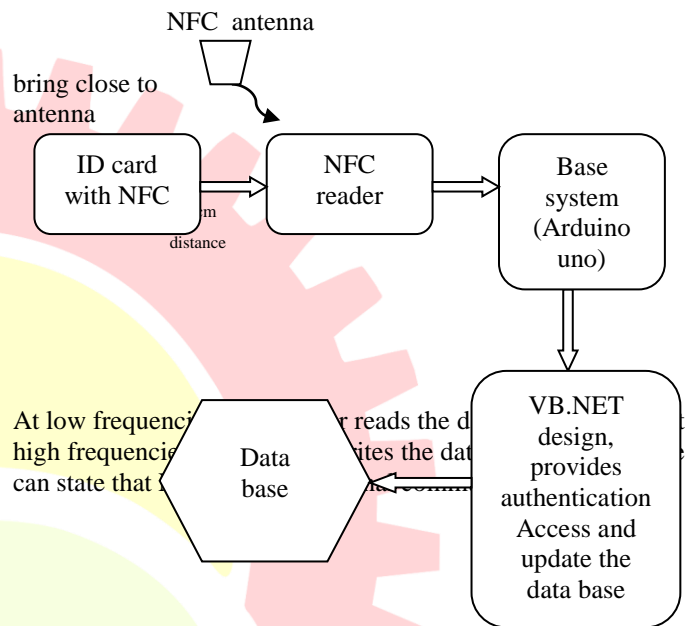 NFC antenna
bring close to
antenna
ID card
with NFC
distance
NFC
reader
Base
system
(Arduino
uno)
At low frequenci r reads the d t
high frequencie ites the dat e
can state that
Data
base
VB.NET
design,
provides
authentication
Access and
update the
data base